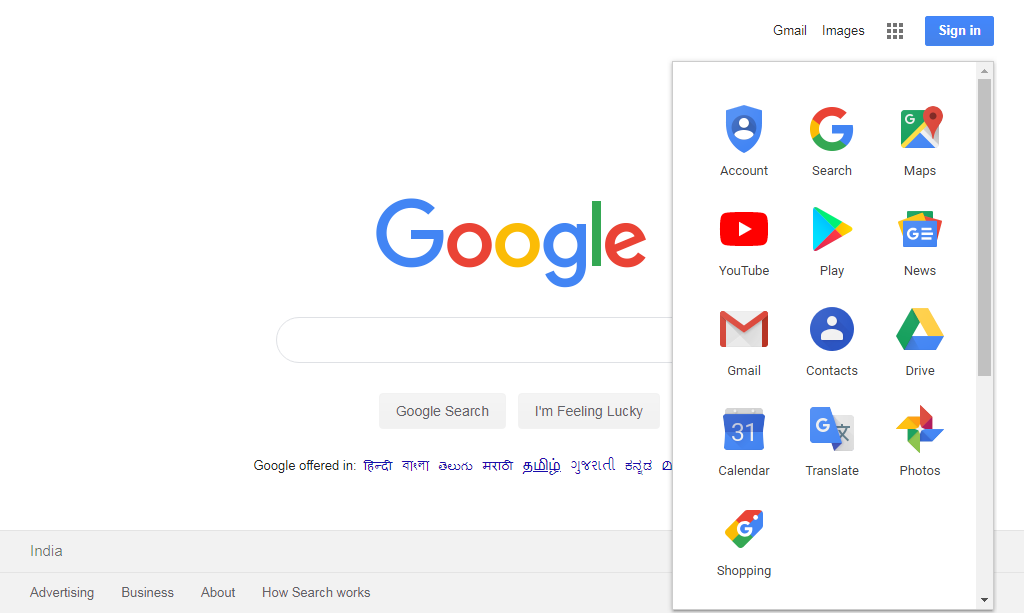 Gmail Images Sign in
Account Search Maps
G
YouTube Play News
G
Google
Gmail Contacts Drive
Google Search I'm Feeling Lucky
31 G 文
Calendar Translate Photos
Google offered in: हिन्दी বাংলা తెలుగు मराठी தமிழ் ગુજરાતી ಕನ್ನಡ
G
Shopping
India
Advertising Business About How Search works